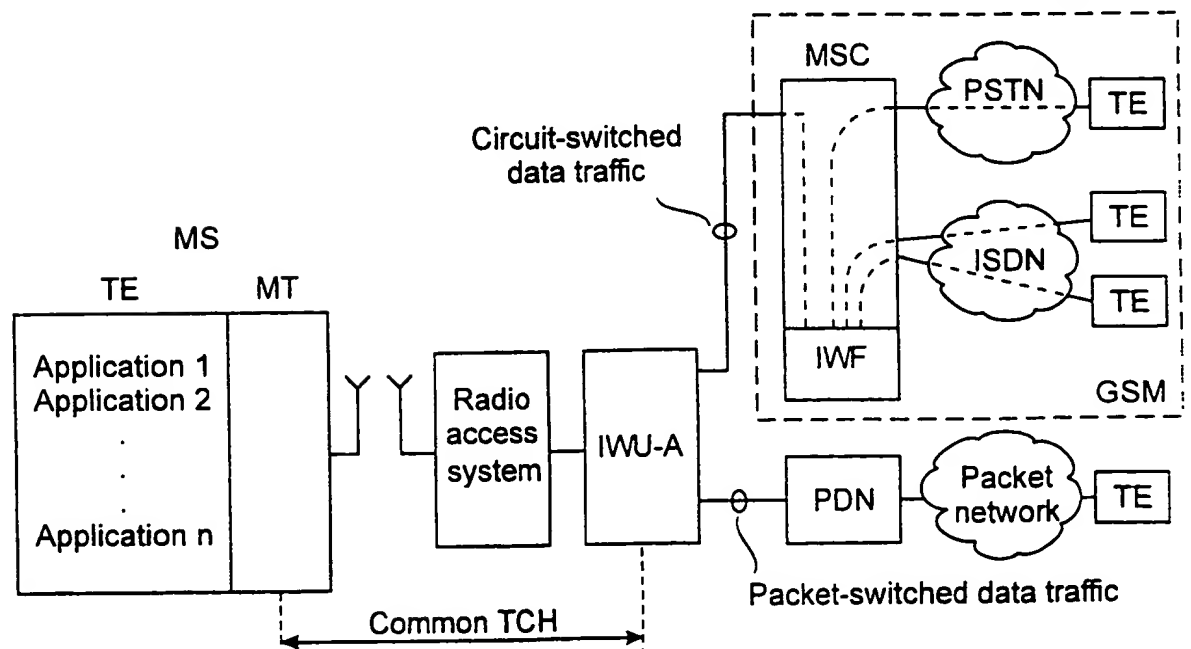 MSC
PSTN
TE
Circuit-switched
data traffic
TE
ISDN
TE
MS
TE
MT
IWF
GSM
Application 1
Application 2
.
.
.
.
Application n
Radio
access
system
IWU-A
PDN
Packet
network
TE
Packet-switched data traffic
Common TCH